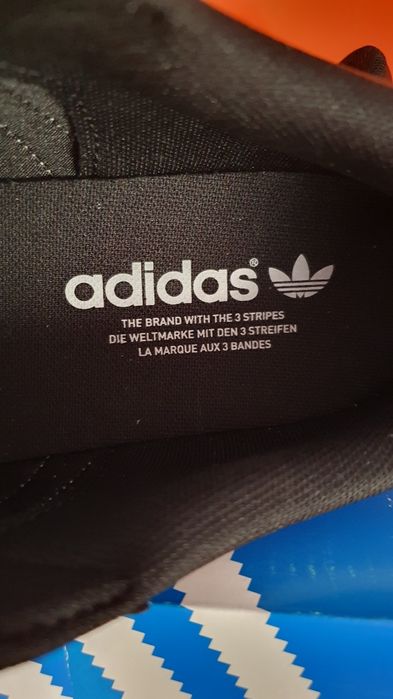 adidas®
THE BRAND WITH THE 3 STRIPES
DIE WELTMARKE MIT DEN 3 STREIFEN
LA MARQUE AUX 3 BANDES